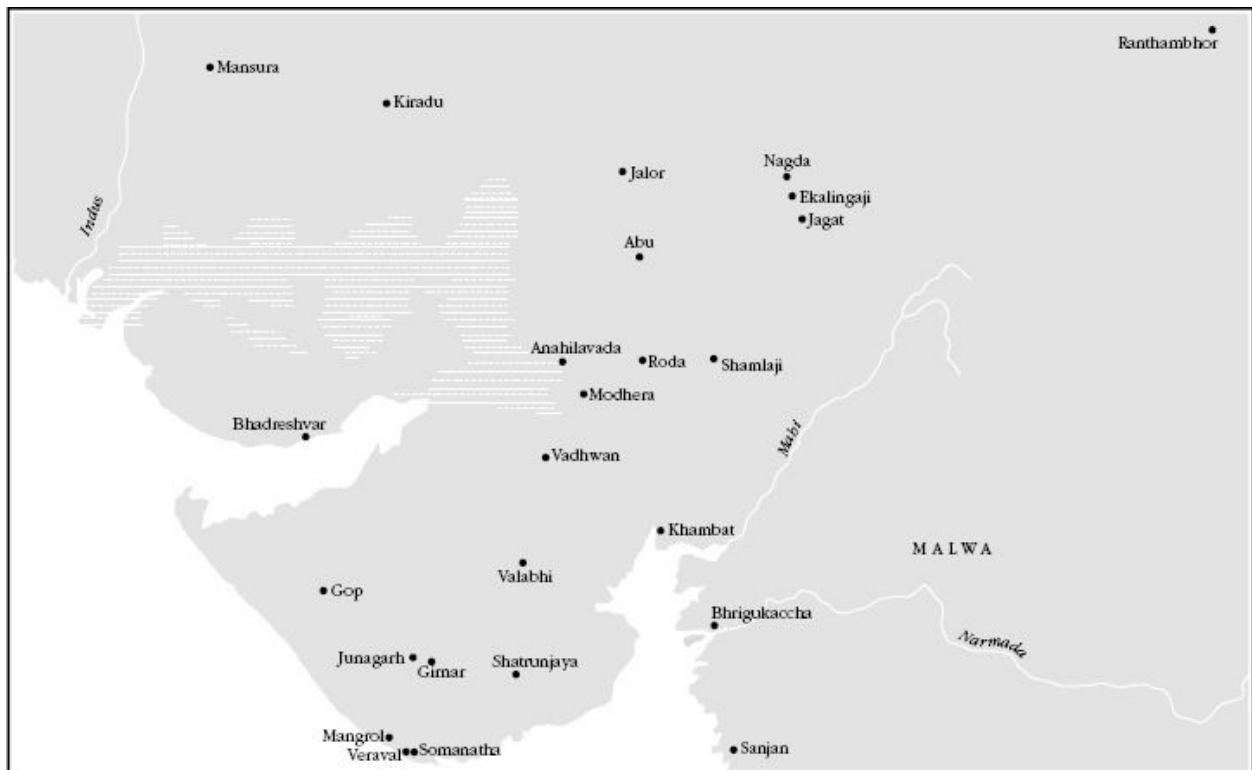 Ranthambhor
Mansura
Kiradu
Nagda
Jalor
Ekalingaji
Indus
Jagat
Abu
Anahilavada
Roda
Shamlaji
Modhera
Bhadreshvar
Mahi
Vadhwan
Khambat
MALWA
Valabhi
Gop
Bhrigukaccha
Narmada
Junagarh
Girnar
Shatrunjaya
Mangrol
Veraval
Somanatha
Sanjan